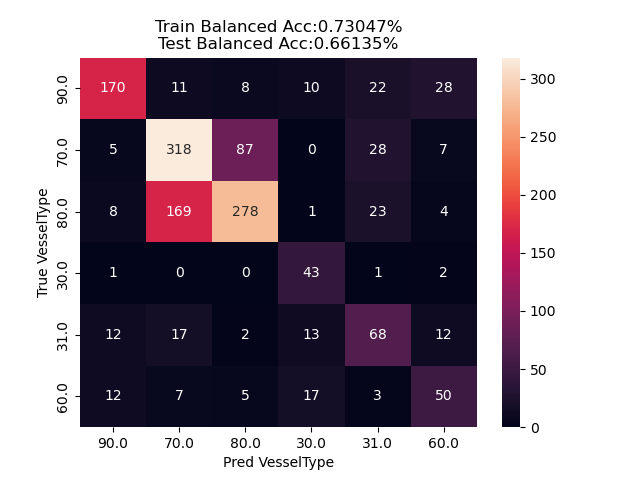 Train Balanced Acc:0.73047%
Test Balanced Acc:0.66135%
True VesselType
90.0 170 11 8 10 22 28
70.0 5 318 87 0 28 7
80.0 8 169 278 1 23 4
30.0 1 0 0 43 1 2
31.0 12 17 2 13 68 12
60.0 12 7 5 17 3 50
90.0 70.0 80.0 30.0 31.0 60.0
Pred VesselType
300
250
200
150
100
50
0